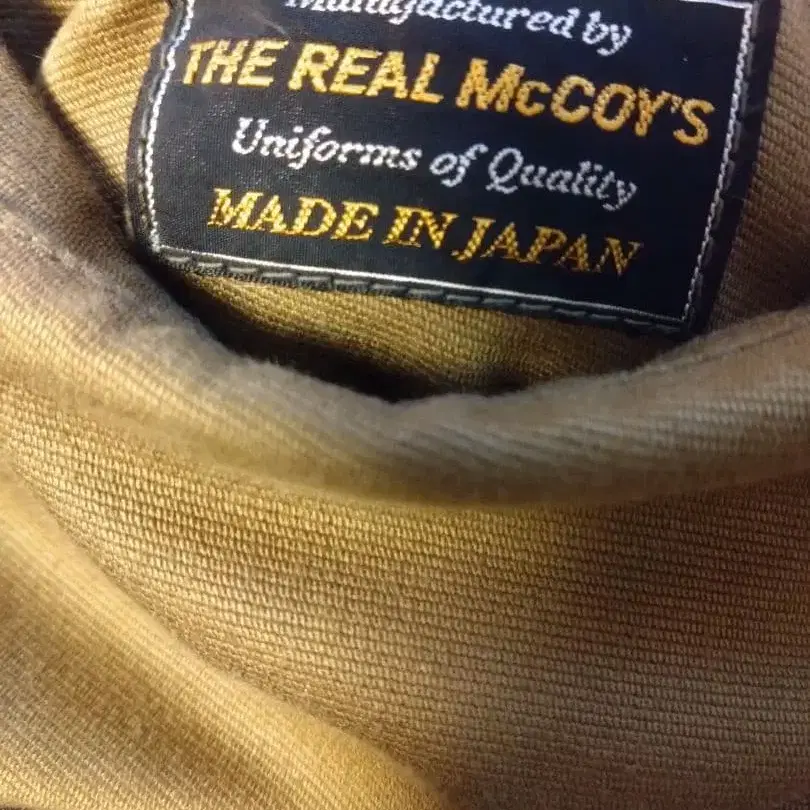 Manufactured by
THE REAL McCOY'S
Uniforms of Quality
MADE IN JAPAN